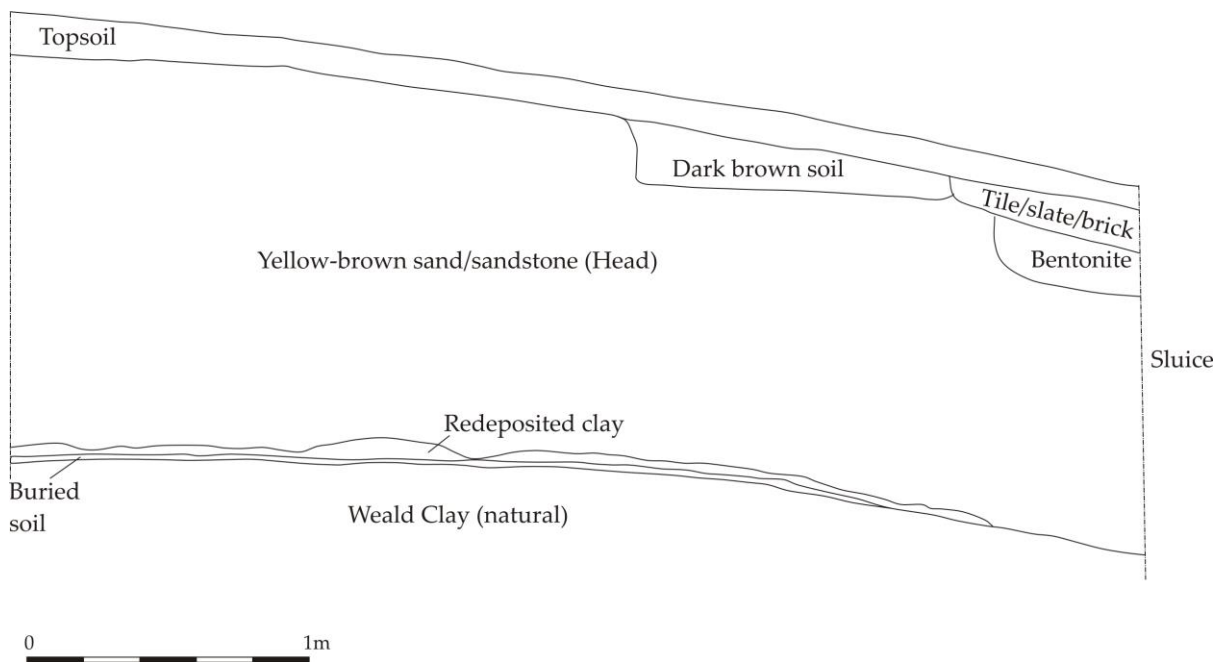 Topsoil
Dark brown soil
Tile/slate/brick
Yellow-brown sand/sandstone (Head)
Bentonite
Sluice
Redeposited clay
Buried
soil
Weald Clay (natural)
0
1m